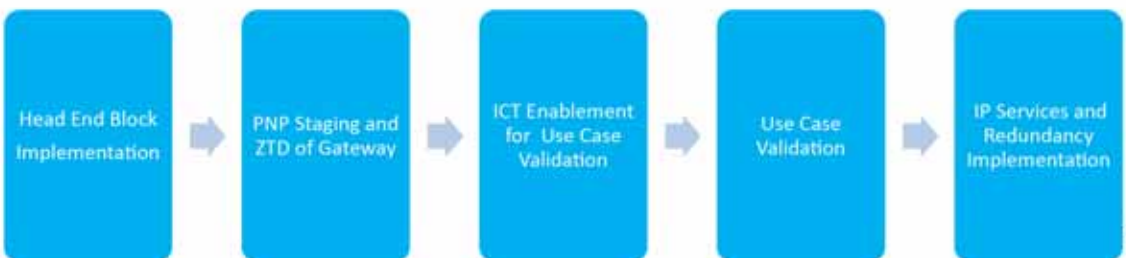 Head End Block
Implementation
PNP Staging and
ZTD of Gateway
ICT Enablement
for Use Case
Validation
Use Case
Validation
IP Services and
Redundancy
Implementation